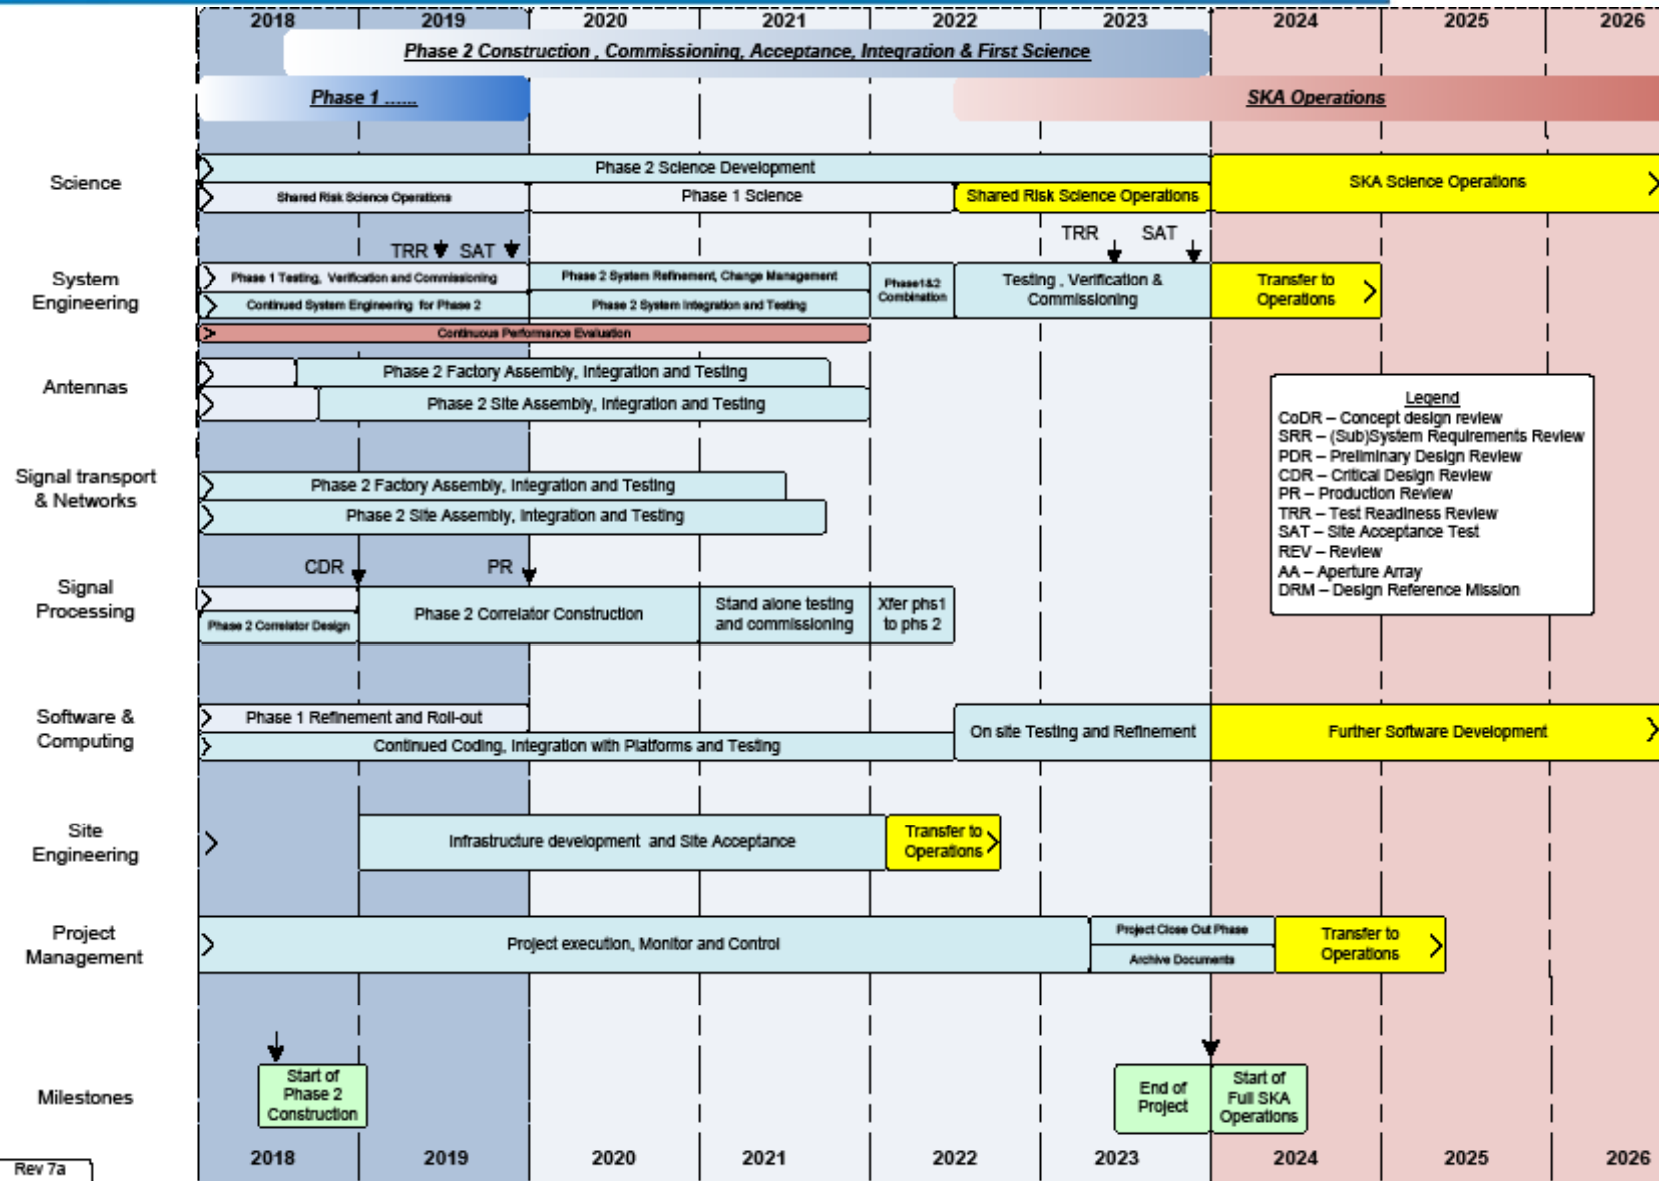 2018 2019 2020 2021 2022 2023 2024 2025 2026
Phase 2 Construction , Commissioning, Acceptance, Integration & First Science
Phase 1 ......
SKA Operations
Science
Phase 2 Science Development
SKA Science Operations
Shared Risk Science Operations
Phase 1 Science
Shared Risk Science Operations
TRR SAT
TRR SAT
System
Engineering
Phase 1 Testing, Verification and Commissioning
Phase 2 System Refinement, Change Management
Continued System Engineering for Phase 2
Phase 2 System Integration and Testing
Phase1&2
Combination
Testing , Verification &
Commissioning
Transfer to
Operations
Continuous Performance Evaluation
Antennas
Phase 2 Factory Assembly, Integration and Testing
Phase 2 Site Assembly, Integration and Testing
Legend
CoDR – Concept design review
SRR – (Sub)System Requirements Review
PDR – Preliminary Design Review
CDR – Critical Design Review
PR – Production Review
TRR – Test Readiness Review
SAT – Site Acceptance Test
REV – Review
AA – Aperture Array
DRM – Design Reference Mission
Signal transport
& Networks
Phase 2 Factory Assembly, Integration and Testing
Phase 2 Site Assembly, Integration and Testing
CDR
PR
Signal
Processing
Phase 2 Correlator Design
Phase 2 Correlator Construction
Stand alone testing
and commissioning
Xfer phs1
to phs 2
Software &
Computing
Phase 1 Refinement and Roll-out
Continued Coding, Integration with Platforms and Testing
On site Testing and Refinement
Further Software Development
Site
Engineering
Infrastructure development and Site Acceptance
Transfer to
Operations
Project
Management
Project execution, Monitor and Control
Project Close Out Phase
Archive Documents
Transfer to
Operations
Milestones
Start of
Phase 2
Construction
End of
Project
Start of
Full SKA
Operations
2018 2019 2020 2021 2022 2023 2024 2025 2026
Rev 7a